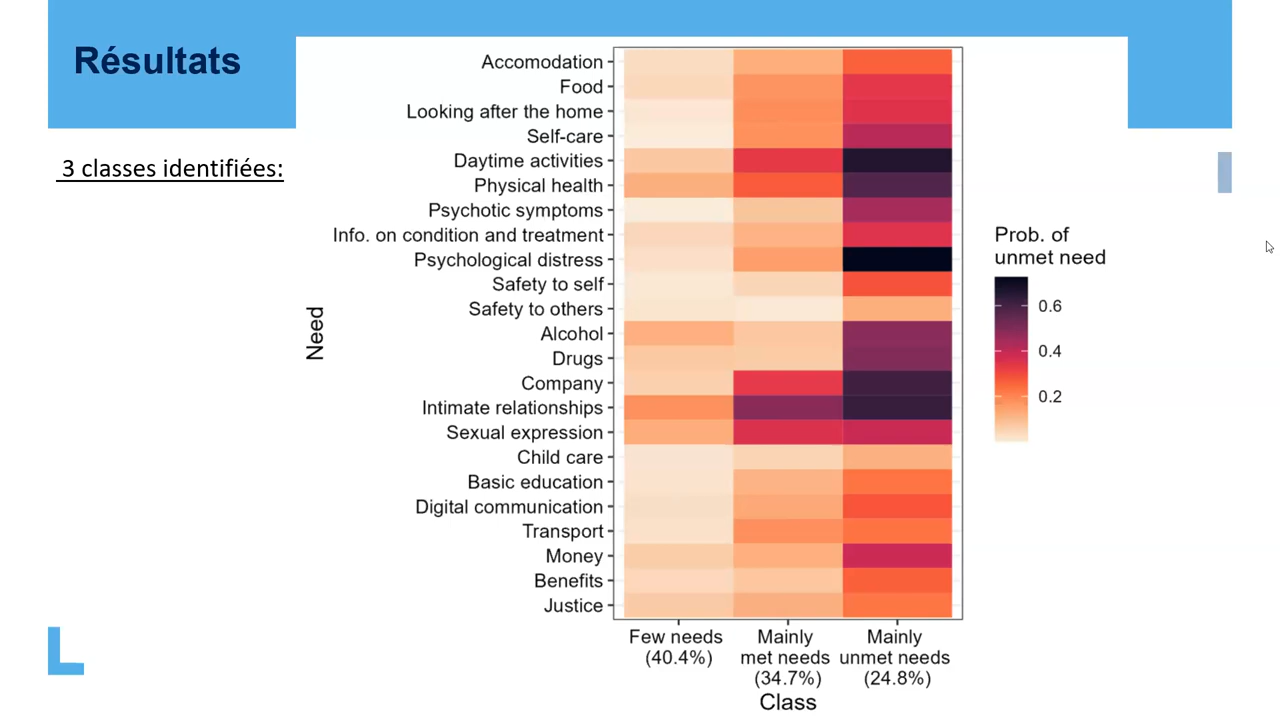 Résultats
3 classes identifiées:
Need
Accomodation
Food
Looking after the home
Self-care
Daytime activities
Physical health
Psychotic symptoms
Info. on condition and treatment
Psychological distress
Safety to self
Safety to others
Alcohol
Drugs
Company
Intimate relationships
Sexual expression
Child care
Basic education
Digital communication
Transport
Money
Benefits
Justice
Few needs
(40.4%)
Mainly
met needs
(34.7%)
Mainly
unmet needs
(24.8%)
Class
Prob. of
unmet need
0.6
0.4
0.2